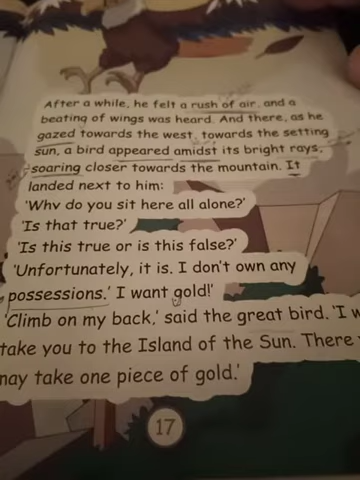 After a while, he felt a rush of air, and a
beating of wings was heard. And there, as he
gazed towards the west, towards the setting
sun, a bird appeared amidst its bright rays,
soaring closer towards the mountain. It
landed next to him:
'Why do you sit here all alone?'
'Is that true?'
'Is this true or is this false?'
'Unfortunately, it is. I don't own any
possessions.' I want gold!'
'Climb on my back,' said the great bird. 'I
take you to the Island of the Sun. There
may take one piece of gold.'
17